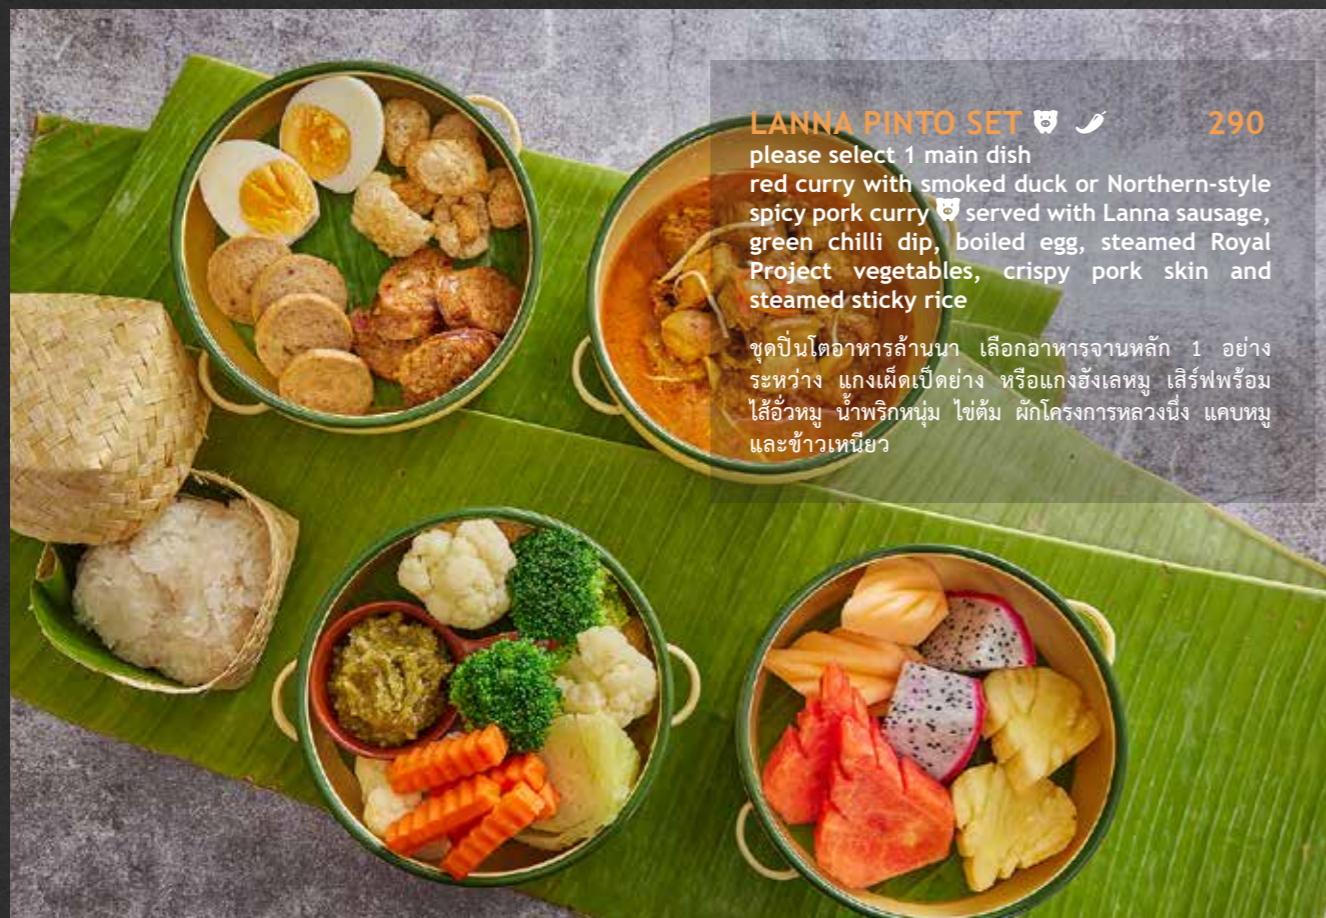 LANNA PINTO SET 290
please select 1 main dish
red curry with smoked duck or Northern-style
spicy pork curry served with Lanna sausage,
green chilli dip, boiled egg, steamed Royal
Project vegetables, crispy pork skin and
steamed sticky rice
ชุดปิ่นโตอาหารล้านนา เลือกอาหารจานหลัก 1 อย่าง
ระหว่าง แกงเผ็ดเป็ดย่าง หรือแกงฮังเลหมู เสิร์ฟพร้อม
ไส้อั่วหมู น้ำพริกหนุ่ม ไข่ต้ม ผักโครงการหลวงนึ่ง แคบหมู
และข้าวเหนียว